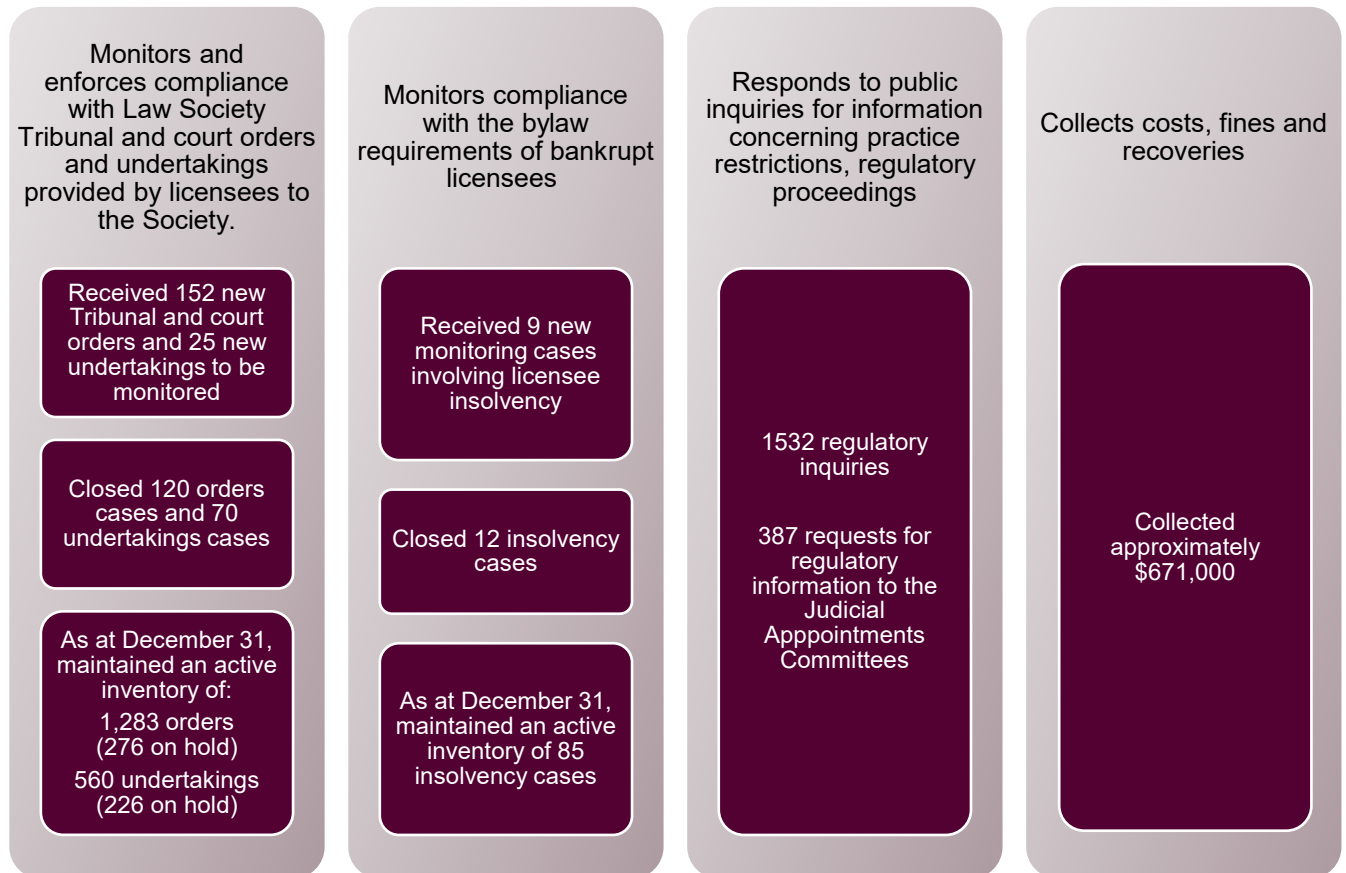 Monitors and
enforces compliance
with Law Society
Tribunal and court orders
and undertakings
provided by licensees to
the Society.
Received 152 new
Tribunal and court
orders and 25 new
undertakings to be
monitored
Closed 120 orders
cases and 70
undertakings cases
As at December 31,
maintained an active
inventory of:
1,283 orders
(276 on hold)
560 undertakings
(226 on hold)
Monitors compliance
with the bylaw
requirements of bankrupt
licensees
Received 9 new
monitoring cases
involving licensee
insolvency
Closed 12 insolvency
cases
As at December 31,
maintained an active
inventory of 85
insolvency cases
Responds to public
inquiries for information
concerning practice
restrictions, regulatory
proceedings
1532 regulatory
inquiries
387 requests for
regulatory
information to the
Judicial
Apppointments
Committees
Collects costs, fines and
recoveries
Collected
approximately
$671,000